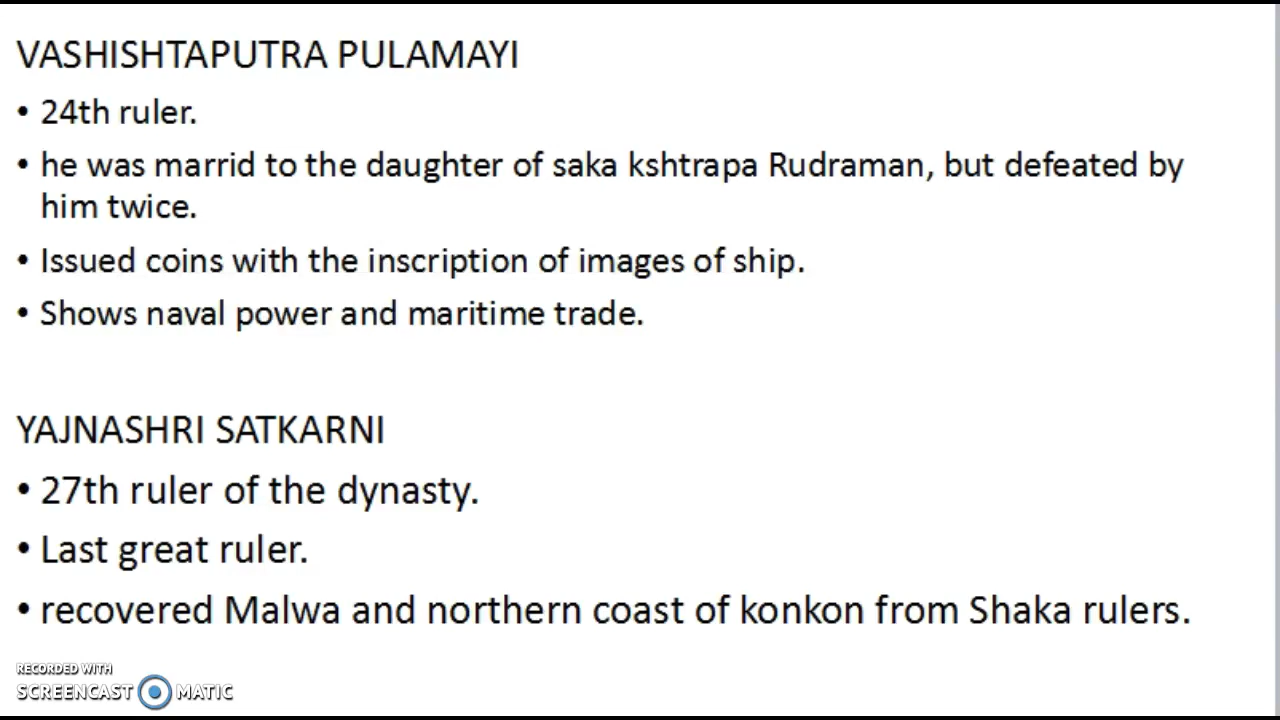 VASHISHTAPUTRA PULAMAYI
• 24th ruler.
• he was marrid to the daughter of saka kshtrapa Rudraman, but defeated by
him twice.
• Issued coins with the inscription of images of ship.
• Shows naval power and maritime trade.
YAJNASHRI SATKARNI
• 27th ruler of the dynasty.
• Last great ruler.
• recovered Malwa and northern coast of konkon from Shaka rulers.
RECORDED WITH
SCREENCAST MATIC